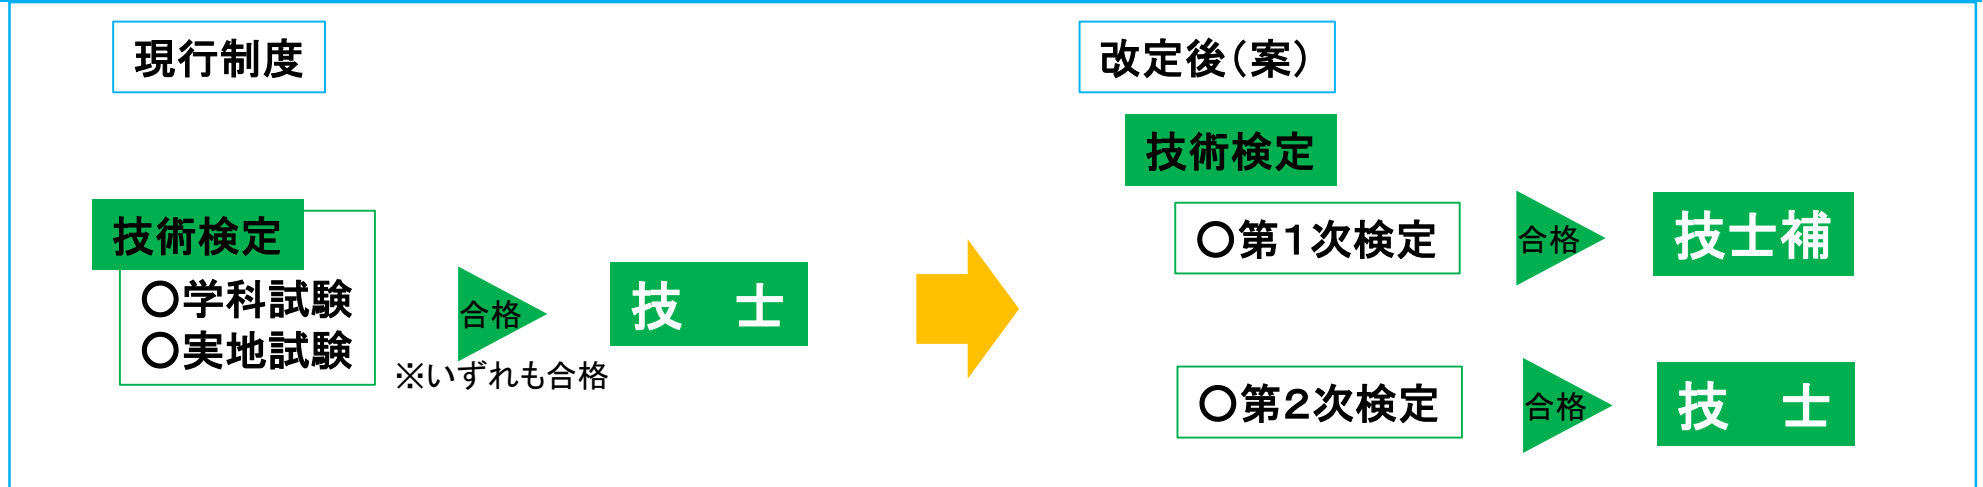 現行制度
技術検定
○学科試験
○実地試験
合格
※いずれも合格
技　士
改定後(案)
技術検定
○第1次検定
合格
技士補
○第2次検定
合格
技　士